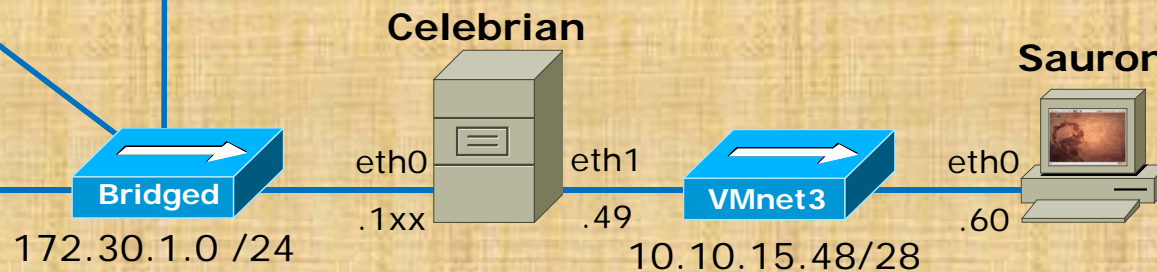 Celebrian
Sauron
eth0
eth1
eth0
Bridged
VMnet3
.1xx
.49
.60
172.30.1.0 /24
10.10.15.48/28